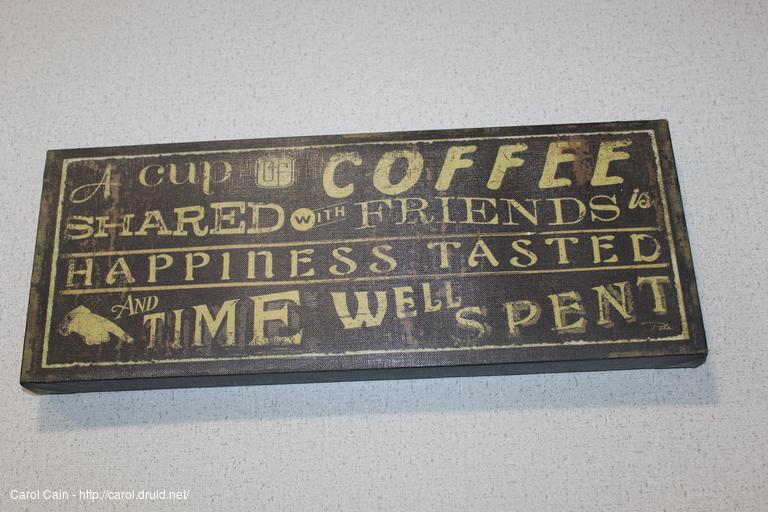 A cup OF COFFEE
SHARED WITH FRIENDS is
HAPPINESS TASTED
AND TIME WELL SPENT
Carol Cain - http://carol.druid.net/